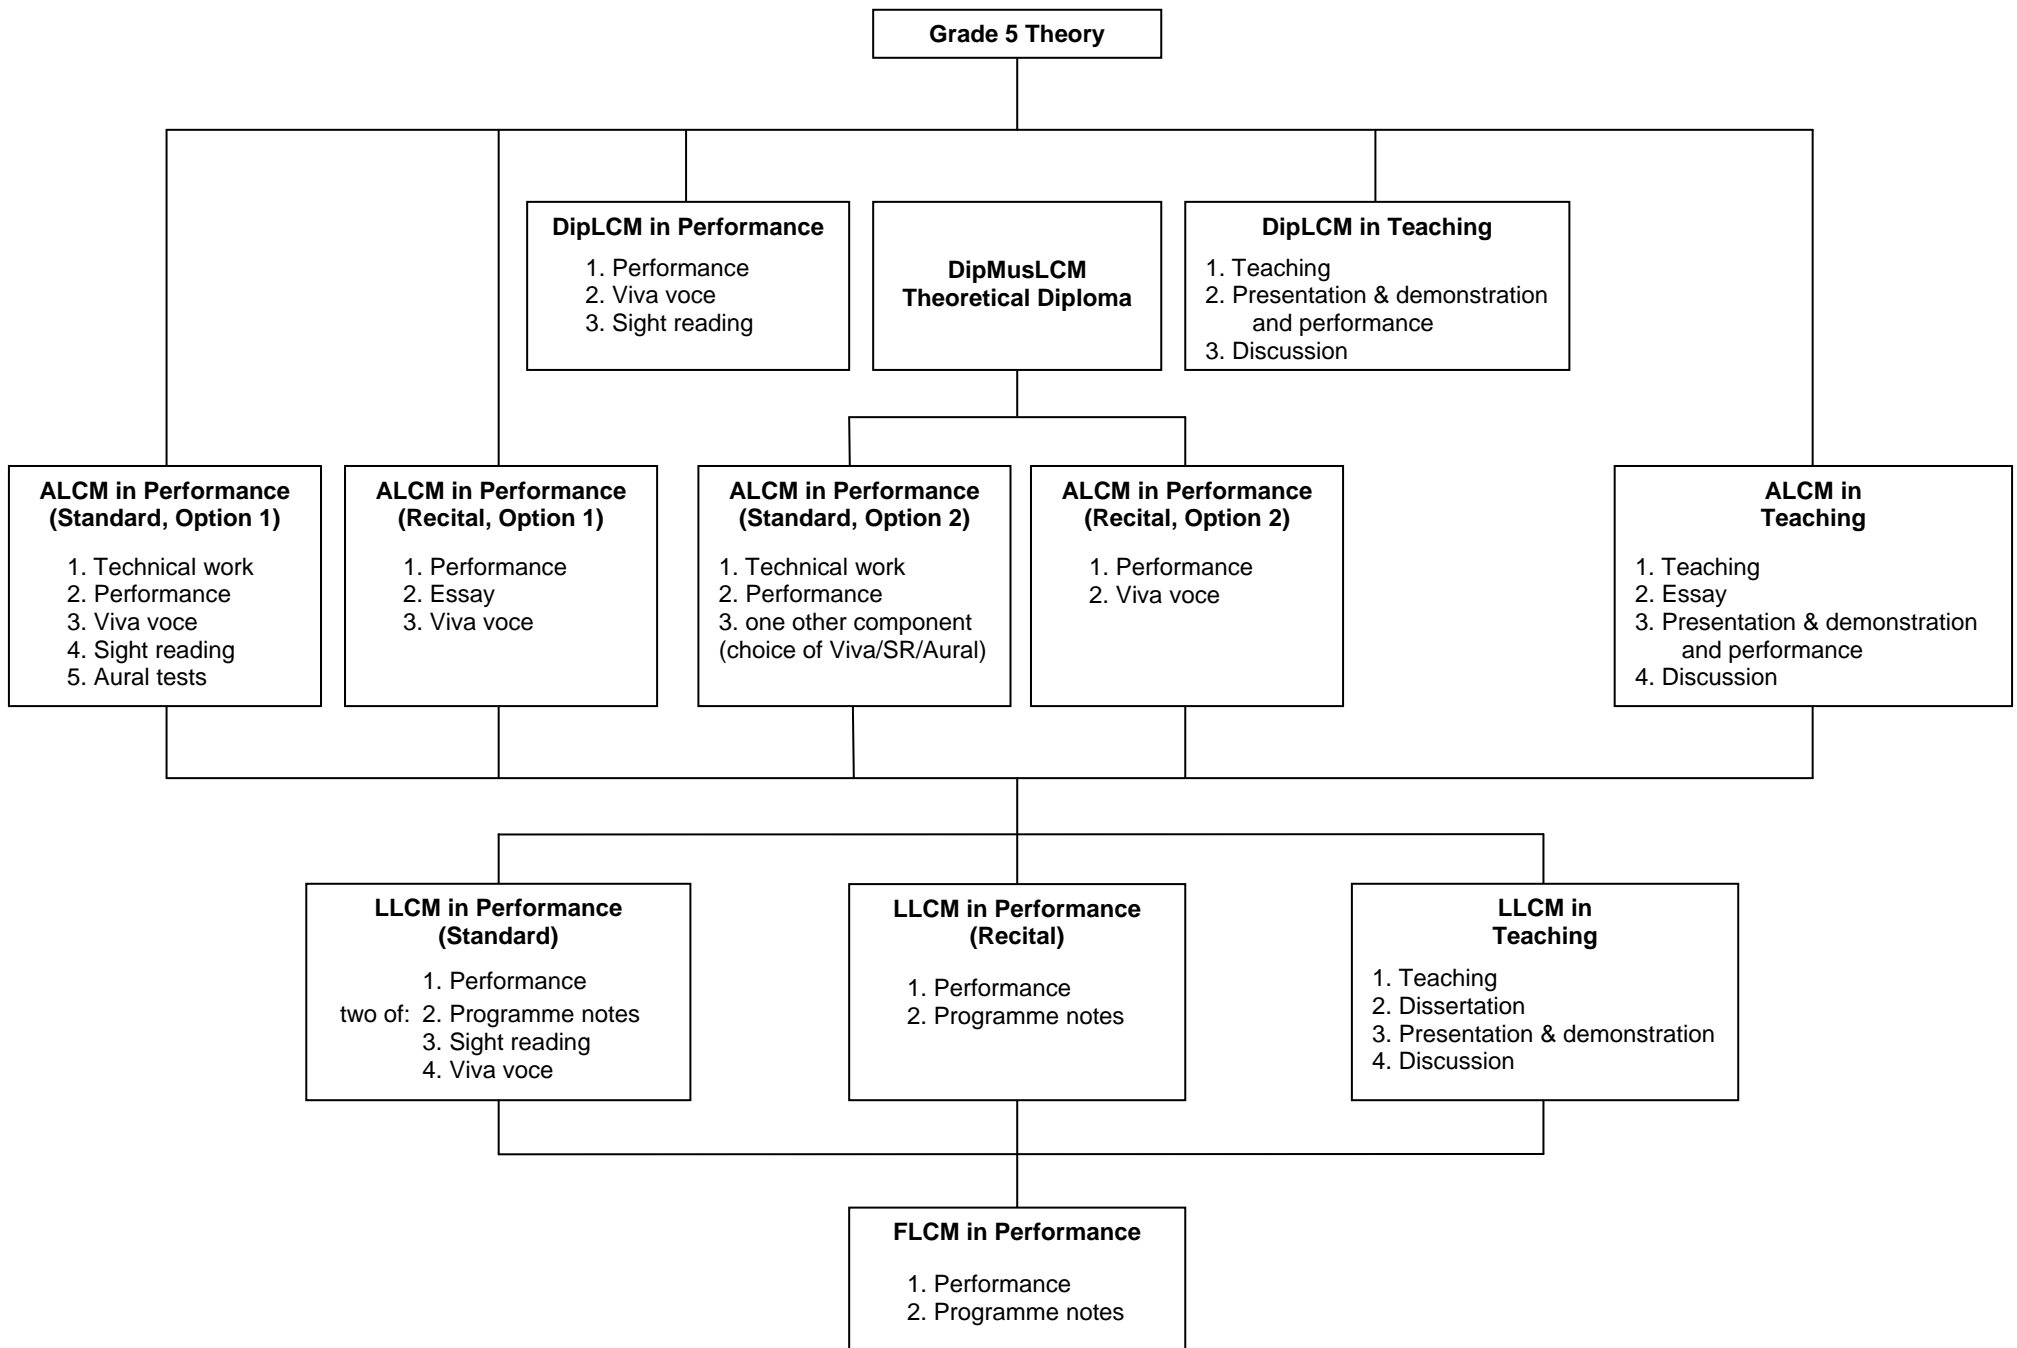 Grade 5 Theory
DipLCM in Performance
1. Performance
2. Viva voce
3. Sight reading
DipMusLCM
Theoretical Diploma
DipLCM in Teaching
1. Teaching
2. Presentation & demonstration
and performance
3. Discussion
ALCM in Performance
(Standard, Option 1)
1. Technical work
2. Performance
3. Viva voce
4. Sight reading
5. Aural tests
ALCM in Performance
(Recital, Option 1)
1. Performance
2. Essay
3. Viva voce
ALCM in Performance
(Standard, Option 2)
1. Technical work
2. Performance
3. one other component
(choice of Viva/SR/Aural)
ALCM in Performance
(Recital, Option 2)
1. Performance
2. Viva voce
ALCM in
Teaching
1. Teaching
2. Essay
3. Presentation & demonstration
and performance
4. Discussion
LLCM in Performance
(Standard)
1. Performance
two of: 2. Programme notes
3. Sight reading
4. Viva voce
LLCM in Performance
(Recital)
1. Performance
2. Programme notes
LLCM in
Teaching
1. Teaching
2. Dissertation
3. Presentation & demonstration
4. Discussion
FLCM in Performance
1. Performance
2. Programme notes